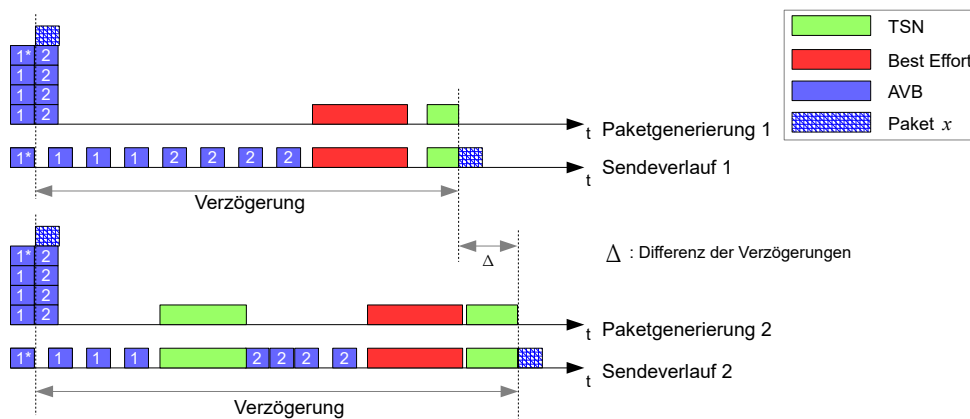 TSN
Best Effort
AVB
Paket x
1* 2
1 2
1 2
1 2
t Paketgenerierung 1
1* 1 1 1 2 2 2 2
t Sendeverlauf 1
Verzögerung
Δ
Δ : Differenz der Verzögerungen
1* 2
1 2
1 2
1 2
t Paketgenerierung 2
1* 1 1 1 2 2 2 2
t Sendeverlauf 2
Verzögerung